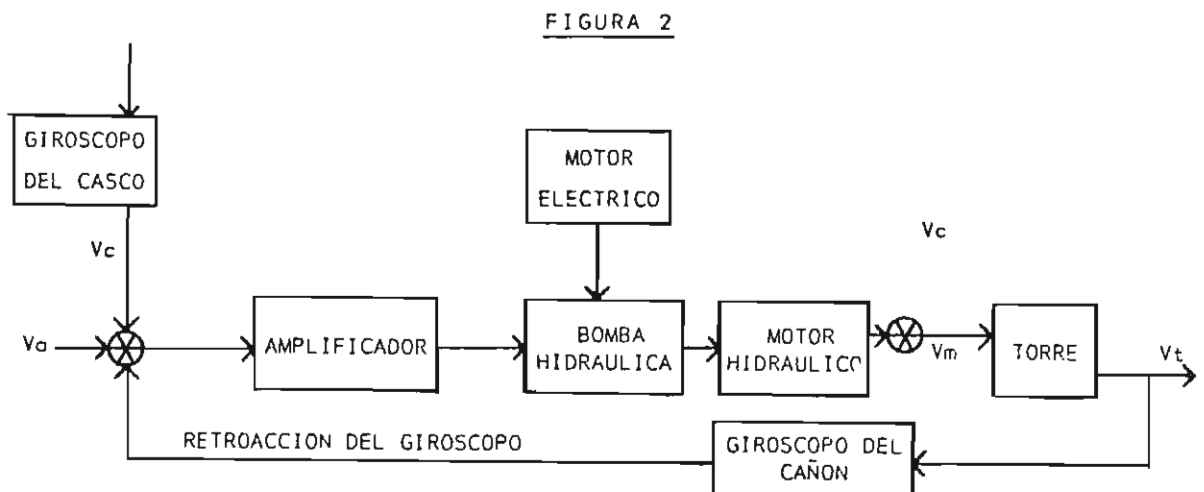 FIGURA 2
GIROSCOPO
DEL CASCO
MOTOR
ELECTRICO
Vc
Vc
Va
AMPLIFICADOR
BOMBA
HIDRAULICA
MOTOR
HIDRAULICO
Vm
TORRE
Vt
RETROACCION DEL GIROSCOPO
GIROSCOPO DEL
CAÑON